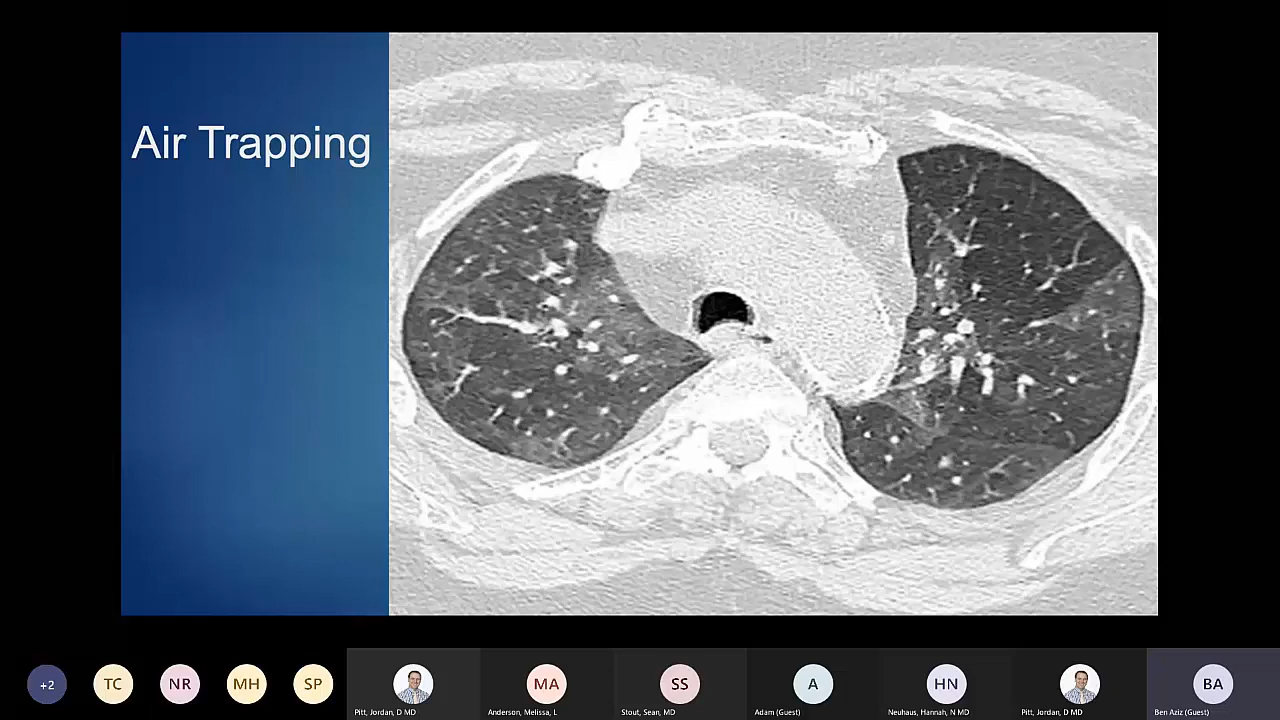 Air Trapping
+2
TC
NR
MH
SP
MA
SS
A
HN
BA
Pitt, Jordan, D MD
Anderson, Melissa, L
Stout, Sean, MD
Adam (Guest)
Neuhaus, Hannah, N MD
Pitt, Jordan, D MD
Ben Aziz (Guest)